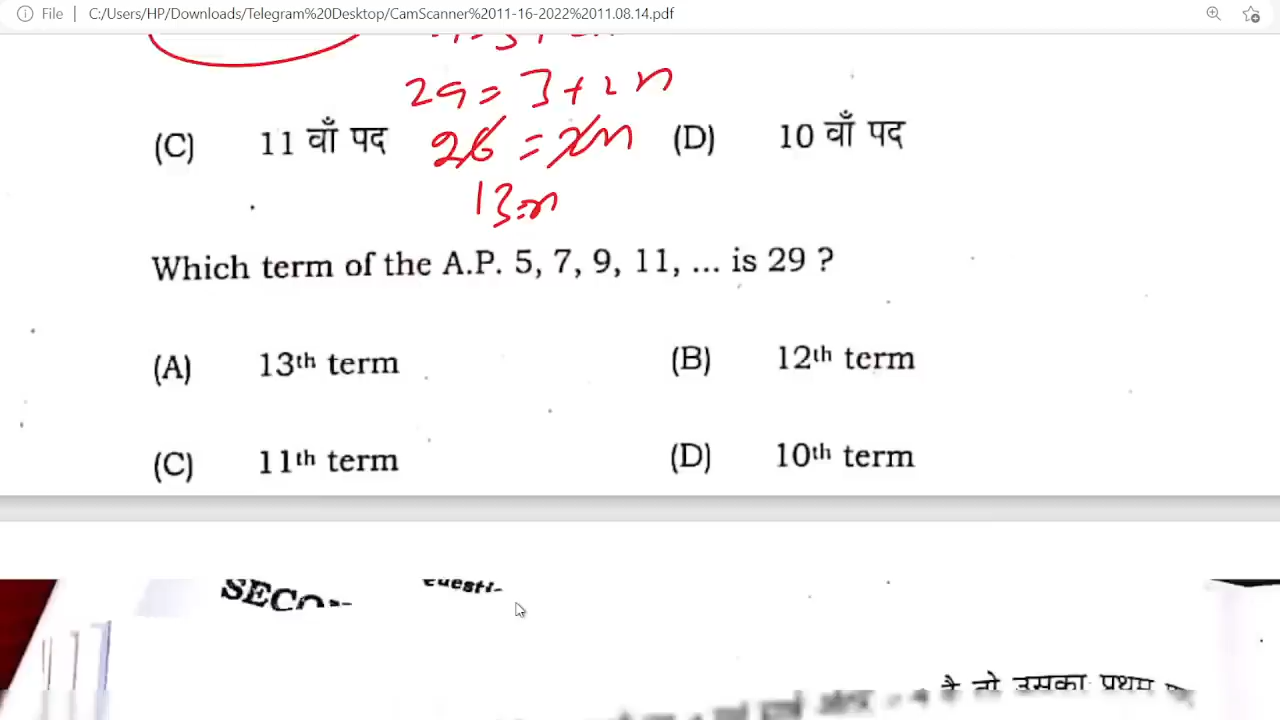 File C:/Users/HP/Downloads/Telegram%20Desktop/CamScanner%2011-16-2022%2011.08.14.pdf
29 = 3 + 2n
(C) 11 वाँ पद 26 = 2n (D) 10 वाँ पद
13=n
Which term of the A.P. 5, 7, 9, 11, ... is 29 ?
(A) 13th term (B) 12th term
(C) 11th term (D) 10th term
है तो उसका प्रथम